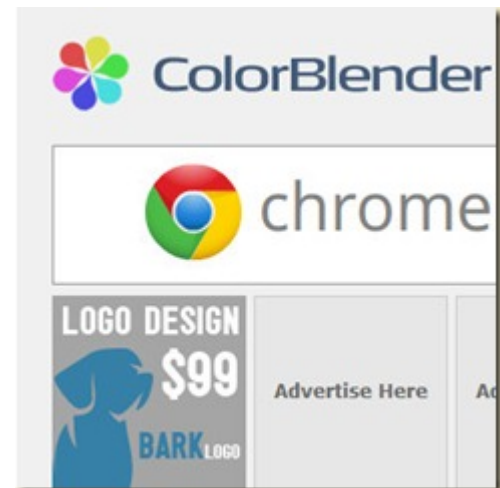 ColorBlender
chrome
LOGO DESIGN
$99
BARK LOGO
Advertise Here